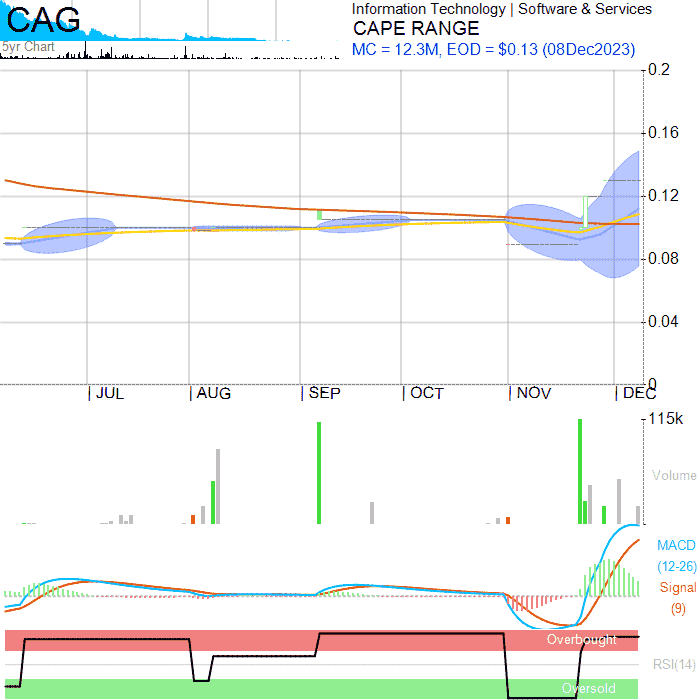 CAG
Information Technology | Software & Services
CAPE RANGE
5yr Chart
MC = 12.3M, EOD = $0.13 (08Dec2023)
0.2
0.16
0.12
0.08
0.04
0
JUL AUG SEP OCT NOV DEC
115k
Volume
MACD
(12-26)
Signal
(9)
Overbought
RSI(14)
Oversold